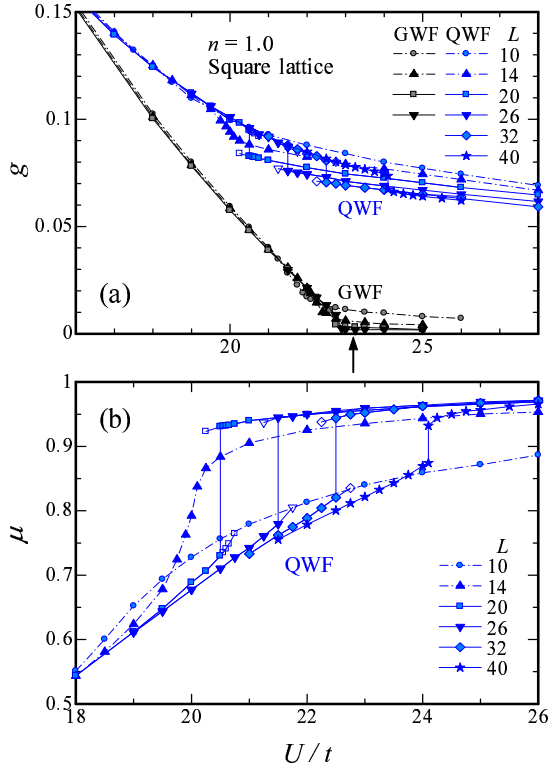 0.15
n = 1.0
Square lattice
GWF QWF L
10
14
20
26
32
40
0.1
g
0.05
QWF
(a)
GWF
0
20 25
1
(b)
0.9
0.8
μ
0.7
QWF
L
10
14
20
26
32
40
0.6
0.5
18 20 22 24 26
U / t